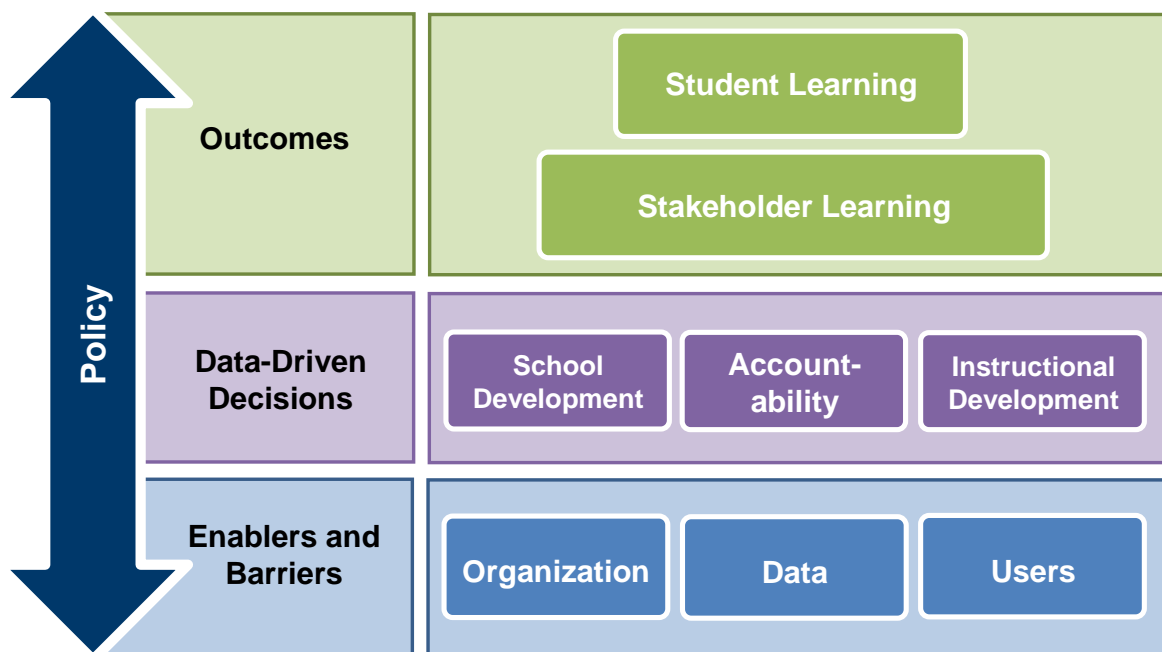 Policy
Outcomes
Student Learning
Stakeholder Learning
Data-Driven
Decisions
School
Development
Account-
ability
Instructional
Development
Enablers and
Barriers
Organization
Data
Users